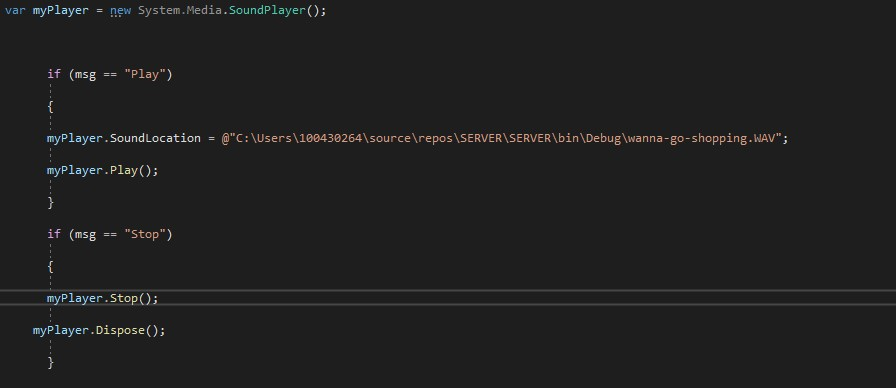 var myPlayer = new System.Media.SoundPlayer();
if (msg == "Play")
{
myPlayer.SoundLocation = @"C:\Users\100430264\source\repos\SERVER\SERVER\bin\Debug\wanna-go-shopping.WAV";
myPlayer.Play();
}
if (msg == "Stop")
{
myPlayer.Stop();
myPlayer.Dispose();
}